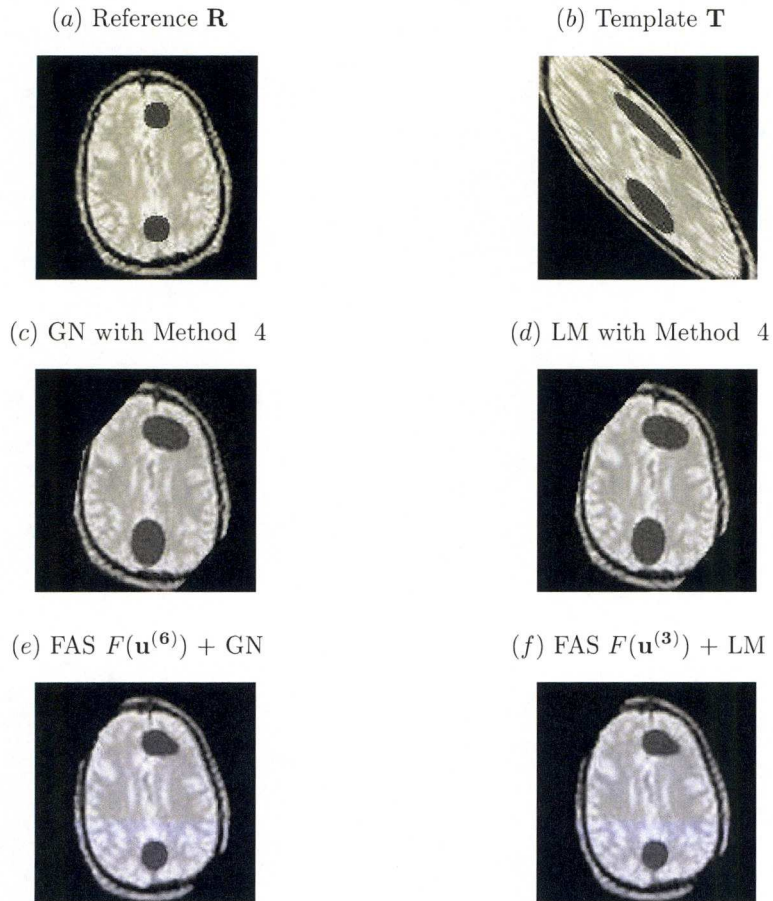 (a) Reference R
(b) Template T
(c) GN with Method 4
(d) LM with Method 4
(e) FAS F(u^(6)) + GN
(f) FAS F(u^(3)) + LM